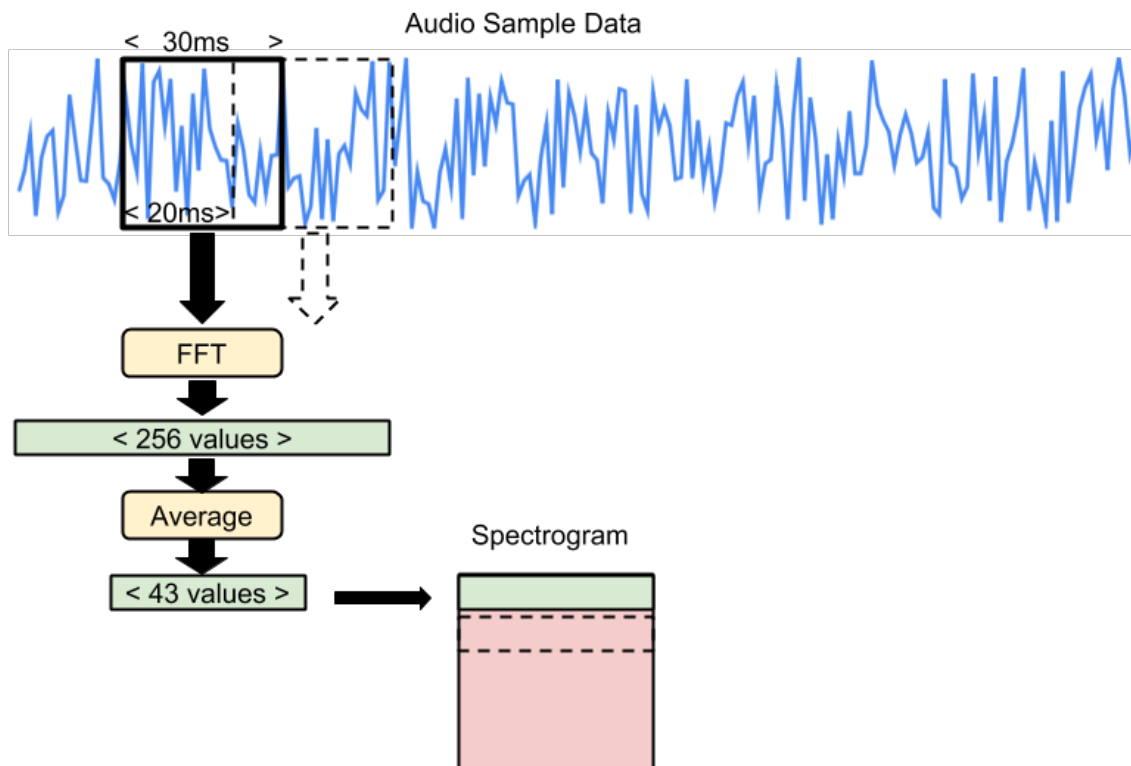 Audio Sample Data
< 30ms >
< 20ms>
FFT
< 256 values >
Average
Spectrogram
< 43 values >